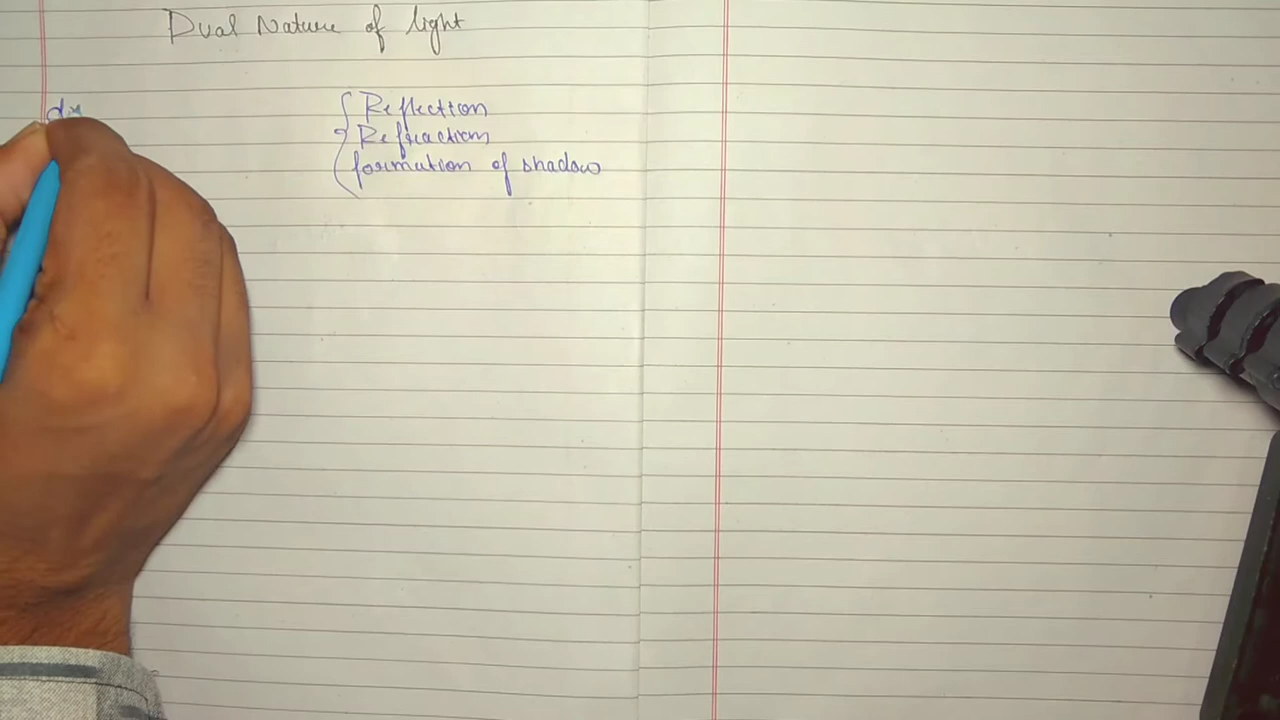 Dual Nature of light
Reflection
Refraction
formation of shadow